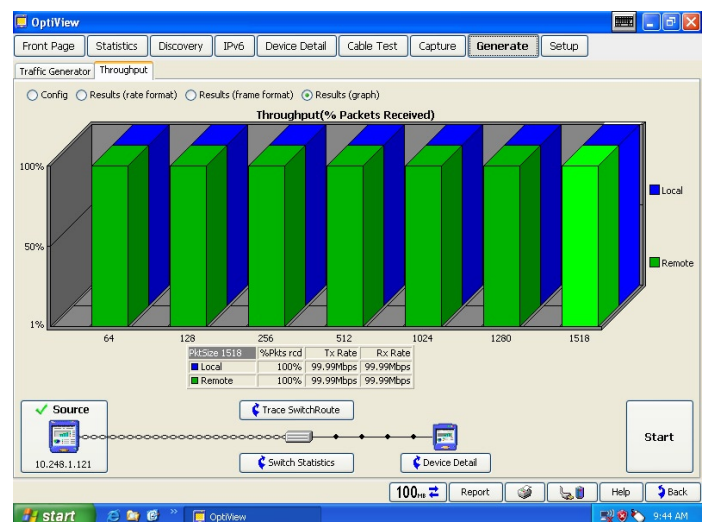 OptiView
Front Page Statistics Discovery IPv6 Device Detail Cable Test Capture Generate Setup
Traffic Generator Throughput
Config Results (rate format) Results (frame format) Results (graph)
Throughput(% Packets Received)
100%
50%
1%
Local
Remote
64 128 256 512 1024 1280 1518
PktSize 1518 %Pkts rcd Tx Rate Rx Rate
Local 100% 99.99Mbps 99.99Mbps
Remote 100% 99.99Mbps 99.99Mbps
Source
10.248.1.121
Trace SwitchRoute
Switch Statistics
Device Detail
Start
100 Report Help Back
start OptiView 9:44 AM